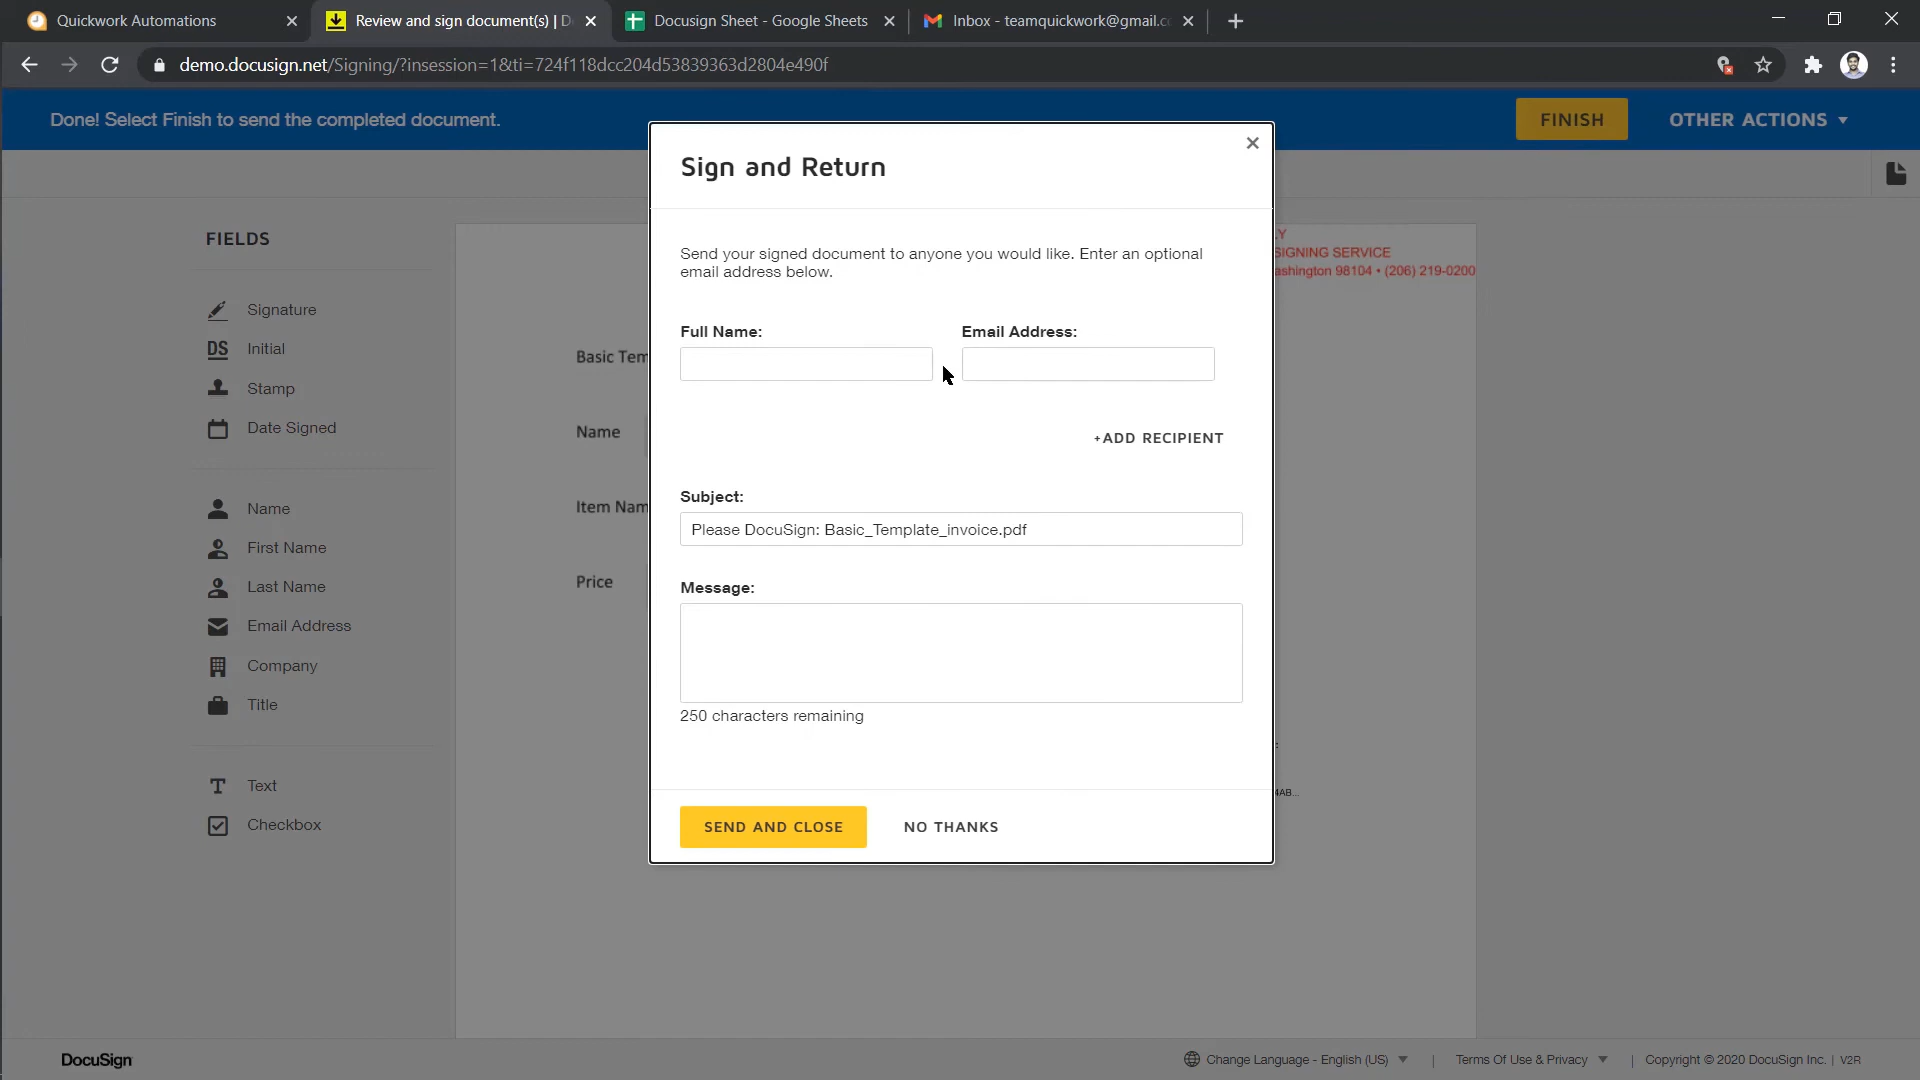 Quickwork Automations
Review and sign document(s) | D
Docusign Sheet - Google Sheets
Inbox - teamquickwork@gmail.c
demo.docusign.net/Signing/?insession=1&ti=724f118dcc204d53839363d2804e490f
Done! Select Finish to send the completed document.
FINISH
OTHER ACTIONS
Sign and Return
FIELDS
Signature
DS Initial
Stamp
Date Signed
Name
First Name
Last Name
Email Address
Company
Title
T Text
Checkbox
Basic Tem
Name
Item Nam
Price
LY
SIGNING SERVICE
ashington 98104 • (206) 219-0200
Send your signed document to anyone you would like. Enter an optional
email address below.
Full Name:
Email Address:
+ADD RECIPIENT
Subject:
Please DocuSign: Basic_Template_invoice.pdf
Message:
250 characters remaining
4AB...
SEND AND CLOSE
NO THANKS
DocuSign
Change Language - English (US)
Terms Of Use & Privacy
Copyright © 2020 DocuSign Inc. | V2R